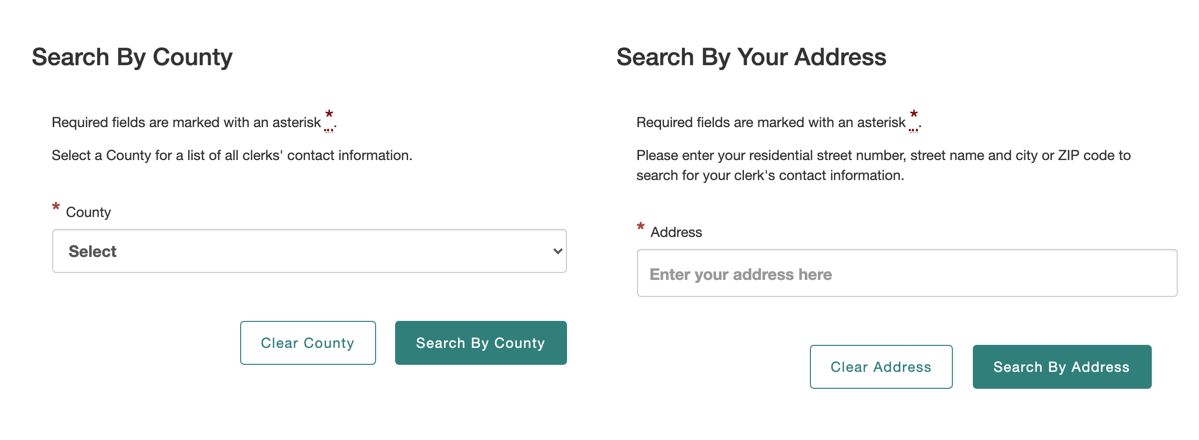 Search By County
Required fields are marked with an asterisk *.
Select a County for a list of all clerks' contact information.
* County
Select
Clear County
Search By County
Search By Your Address
Required fields are marked with an asterisk *.
Please enter your residential street number, street name and city or ZIP code to
search for your clerk's contact information.
* Address
Enter your address here
Clear Address
Search By Address